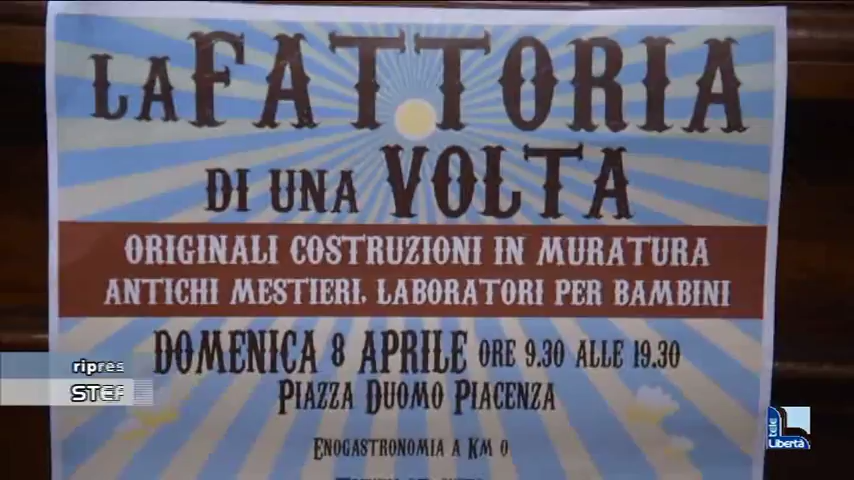 LA FATTORIA
DI UNA VOLTA
ORIGINALI COSTRUZIONI IN MURATURA
ANTICHI MESTIERI, LABORATORI PER BAMBINI
DOMENICA 8 APRILE ORE 9.30 ALLE 19.30
PIAZZA DUOMO PIACENZA
ENOGASTRONOMIA A KM 0
ripres
STEF
tele
Libertà